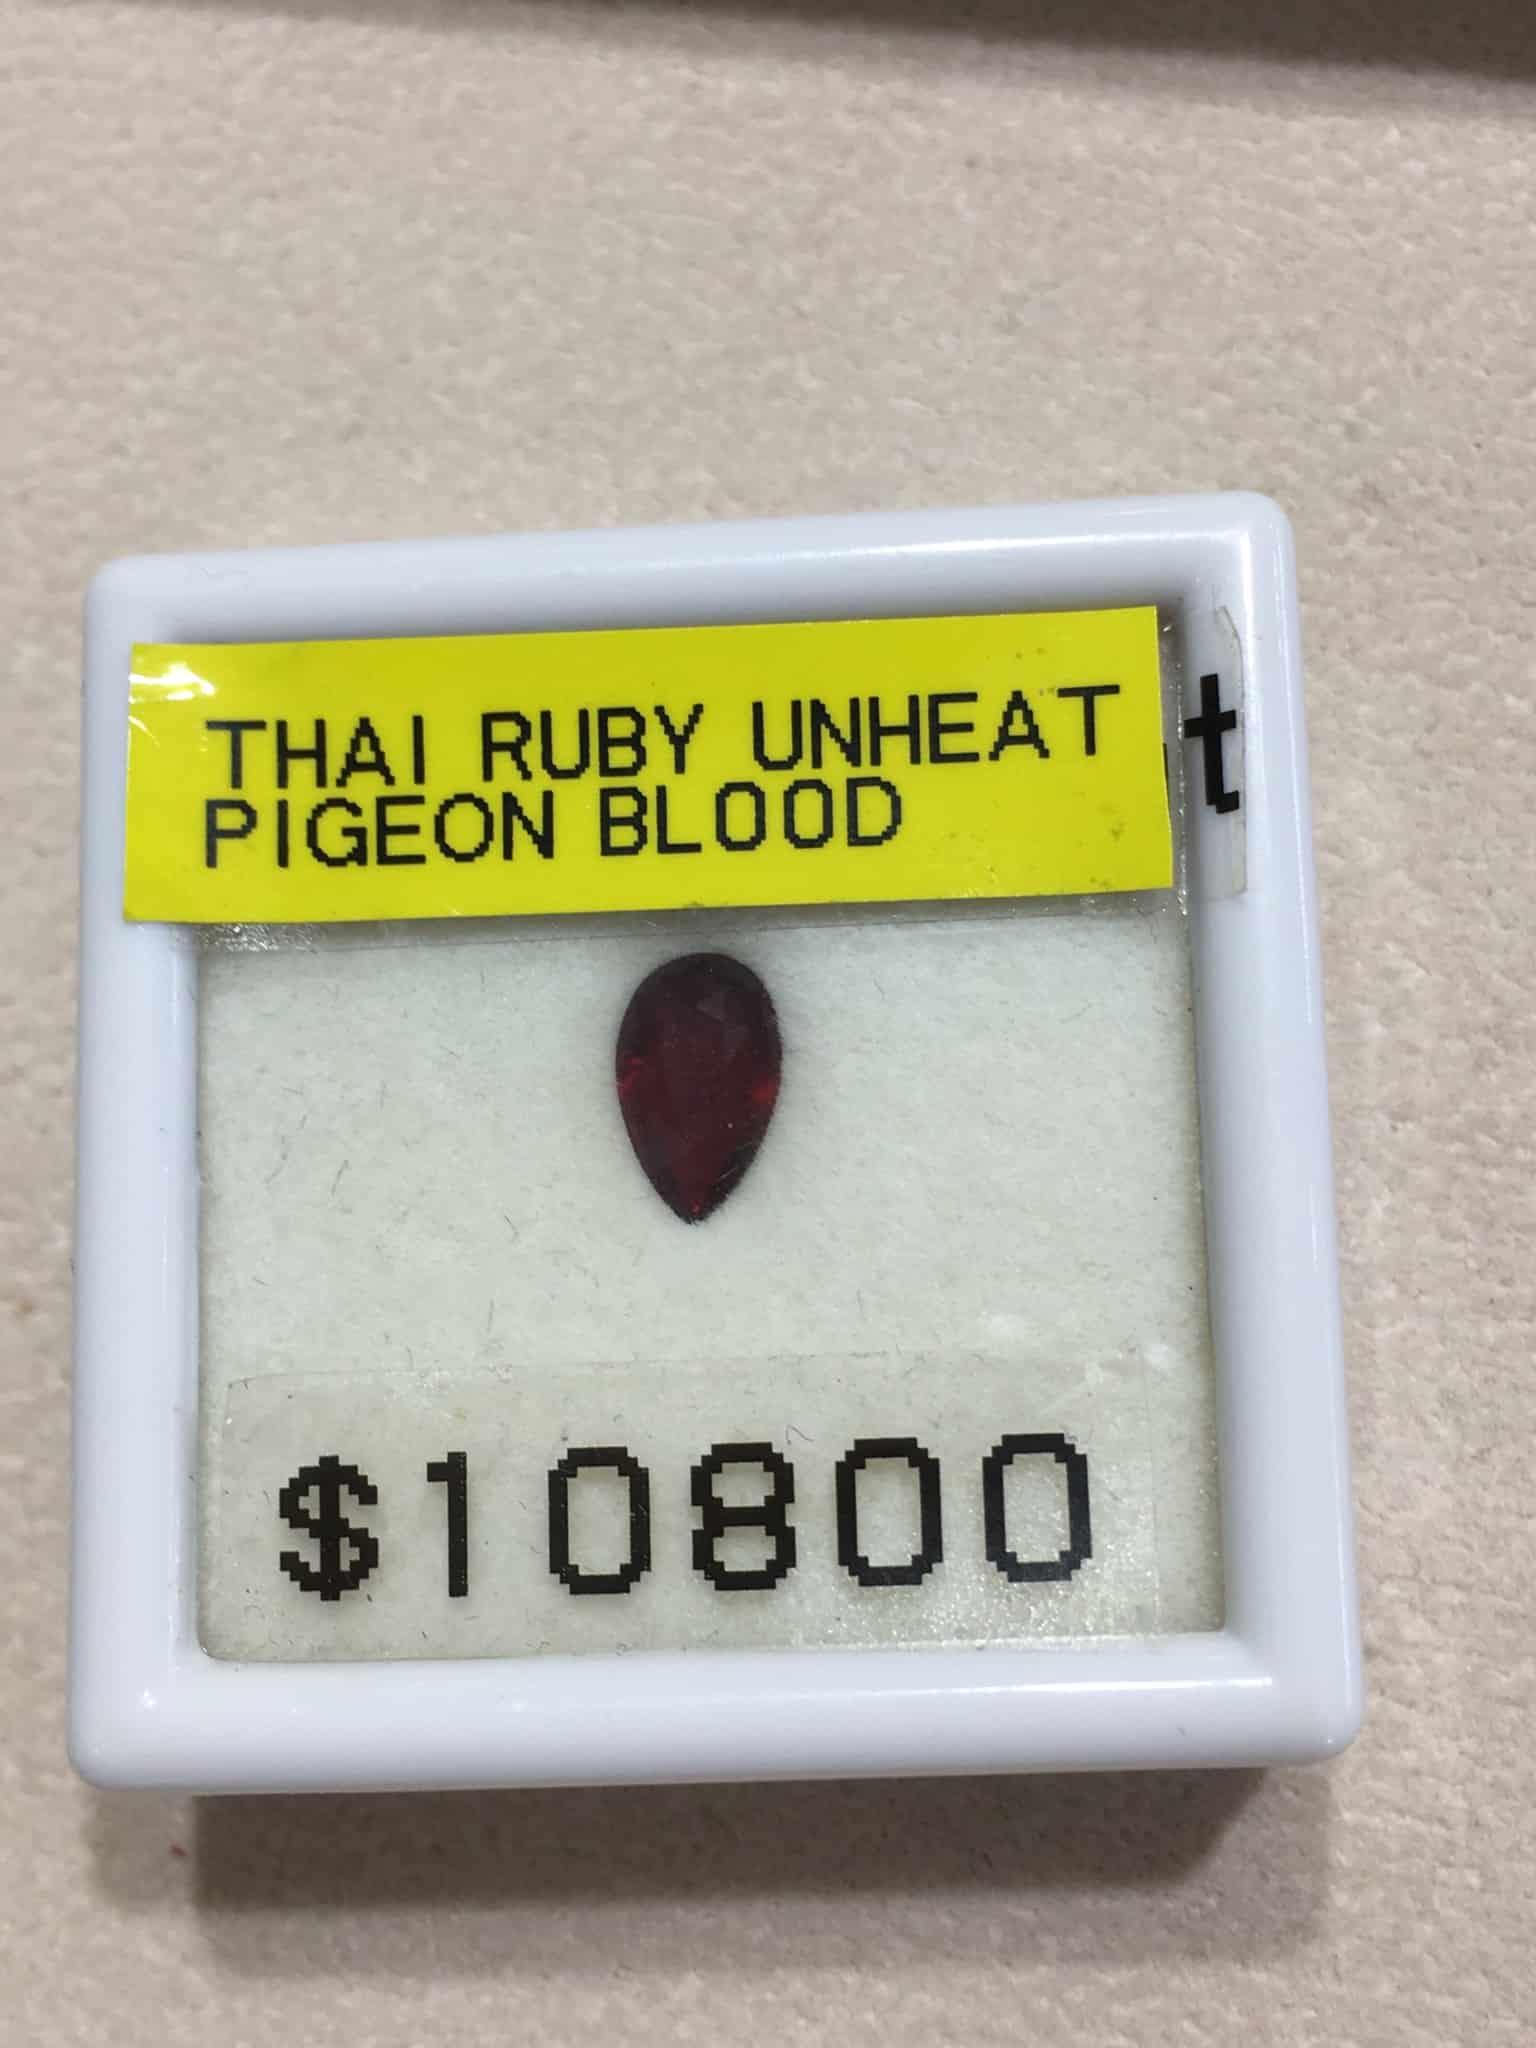 THAI RUBY UNHEAT
PIGEON BLOOD
t
$10800